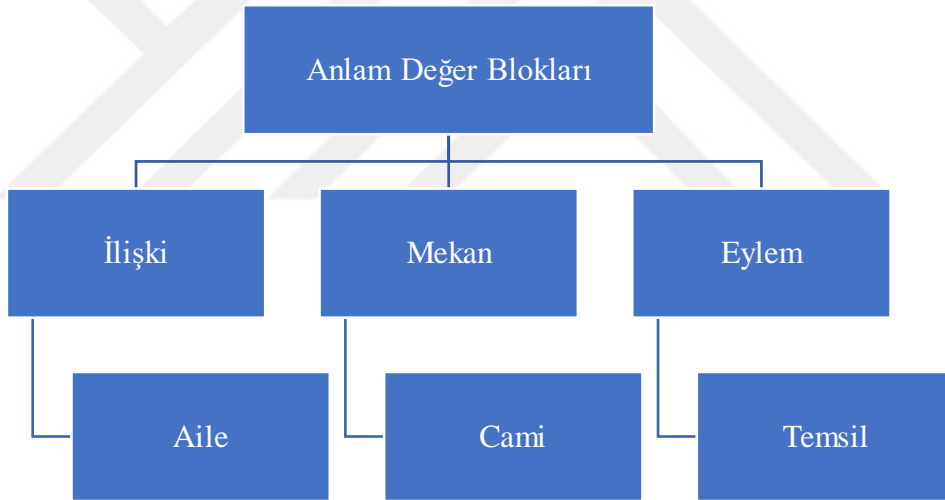 Anlam Değer Blokları
İlişki
Mekan
Eylem
Aile
Cami
Temsil